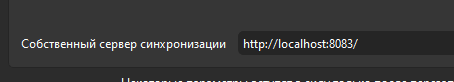 Собственный сервер синхронизации http://localhost:8083/